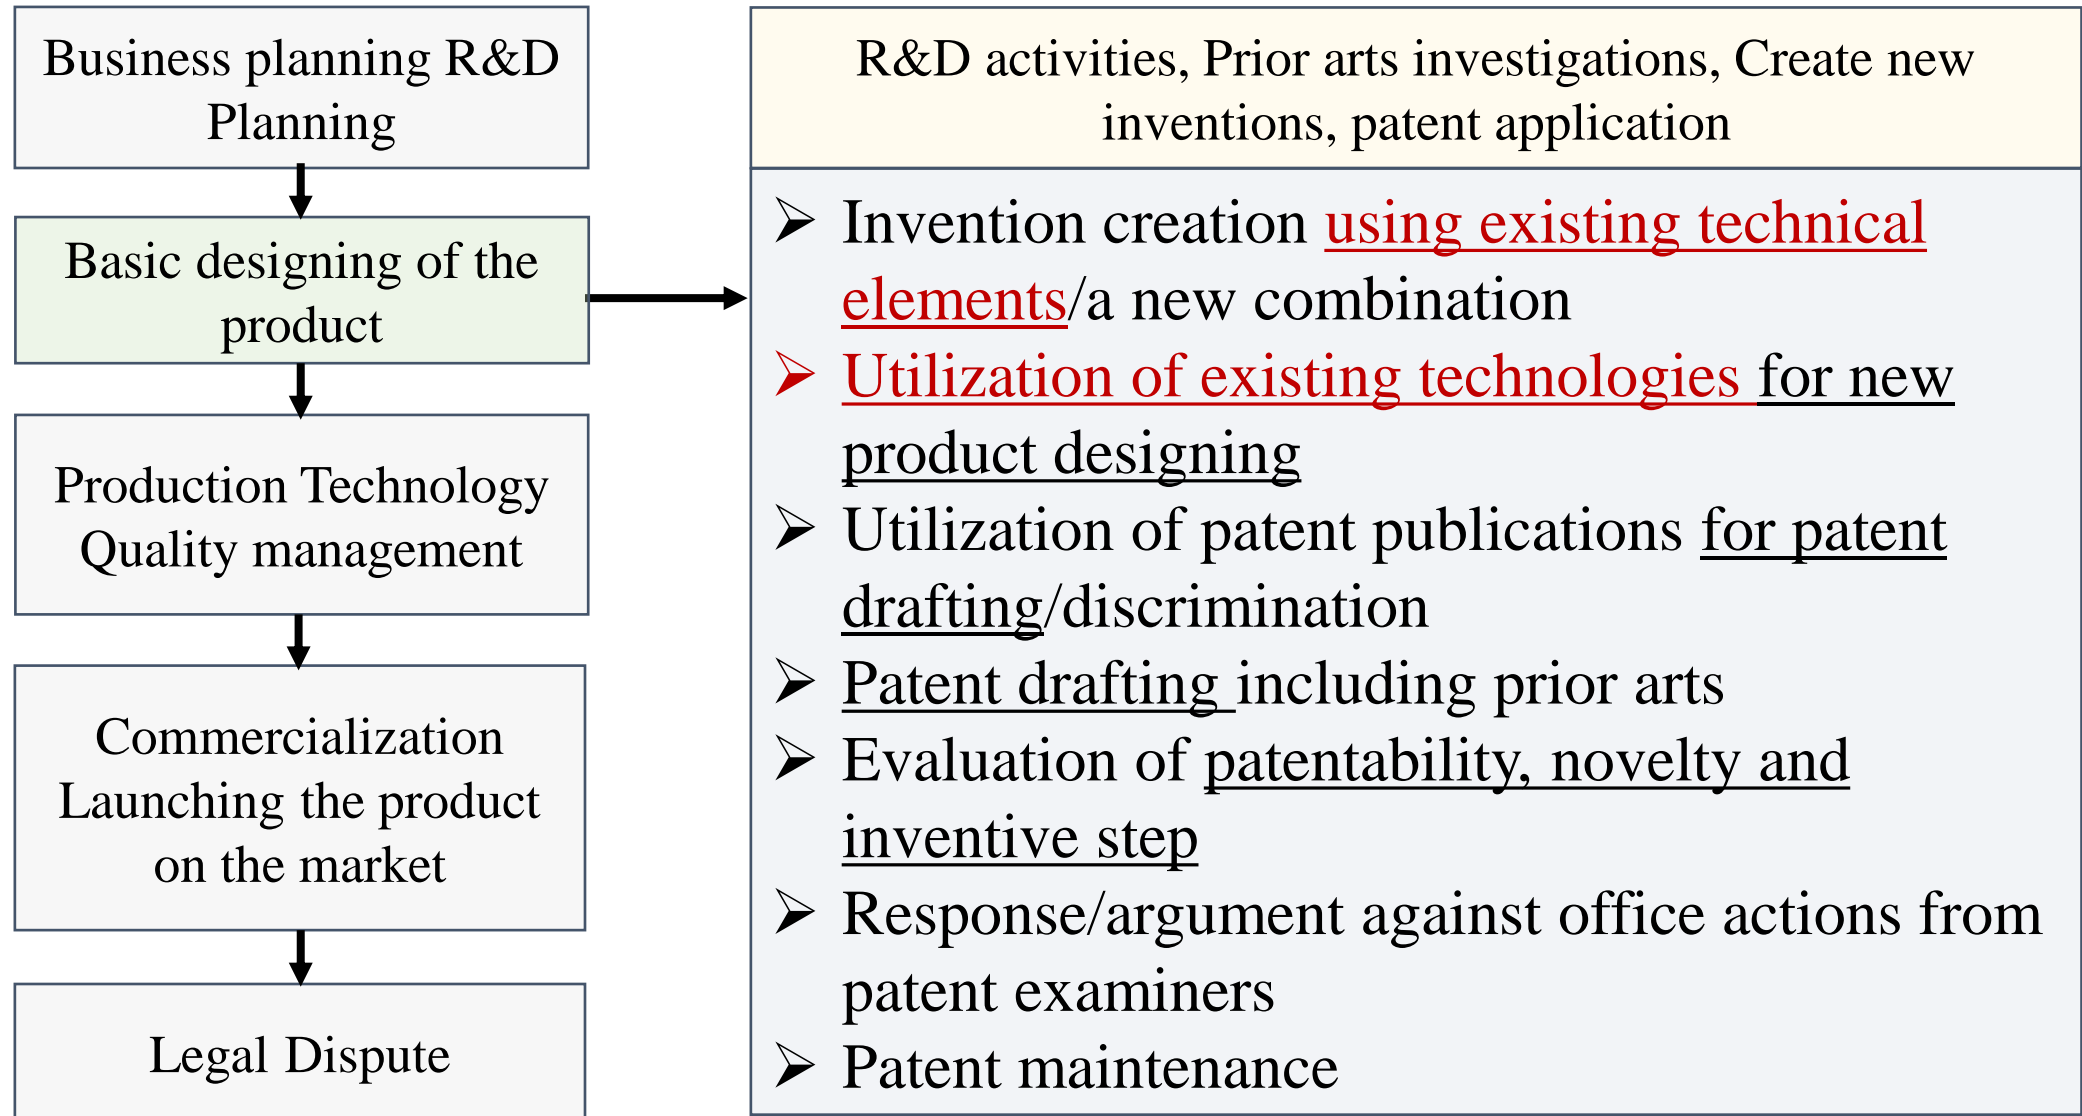 Business planning R&D
Planning
Basic designing of the
product
Production Technology
Quality management
Commercialization
Launching the product
on the market
Legal Dispute
R&D activities, Prior arts investigations, Create new
inventions, patent application
➢ Invention creation using existing technical
elements/a new combination
➢ Utilization of existing technologies for new
product designing
➢ Utilization of patent publications for patent
drafting/discrimination
➢ Patent drafting including prior arts
➢ Evaluation of patentability, novelty and
inventive step
➢ Response/argument against office actions from
patent examiners
➢ Patent maintenance